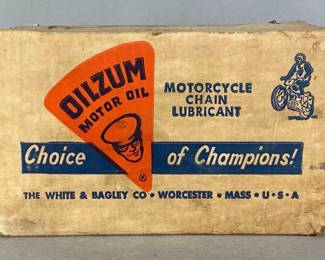 OILZUM
MOTOR OIL
®
MOTORCYCLE
CHAIN
LUBRICANT
Choice of Champions!
THE WHITE & BAGLEY CO • WORCESTER • MASS • U • S • A